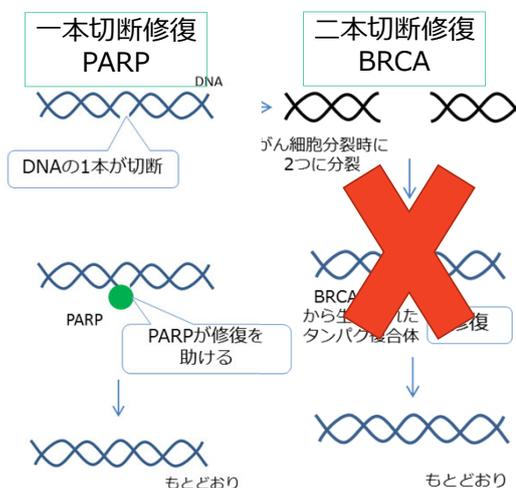 一本切断修復
PARP
DNA
DNAの1本が切断
PARP
PARPが修復を
助ける
もとどおり
二本切断修復
BRCA
がん細胞分裂時に
2つに分裂
BRCA
から生 れた
タンパク複合体
修復
もとどおり